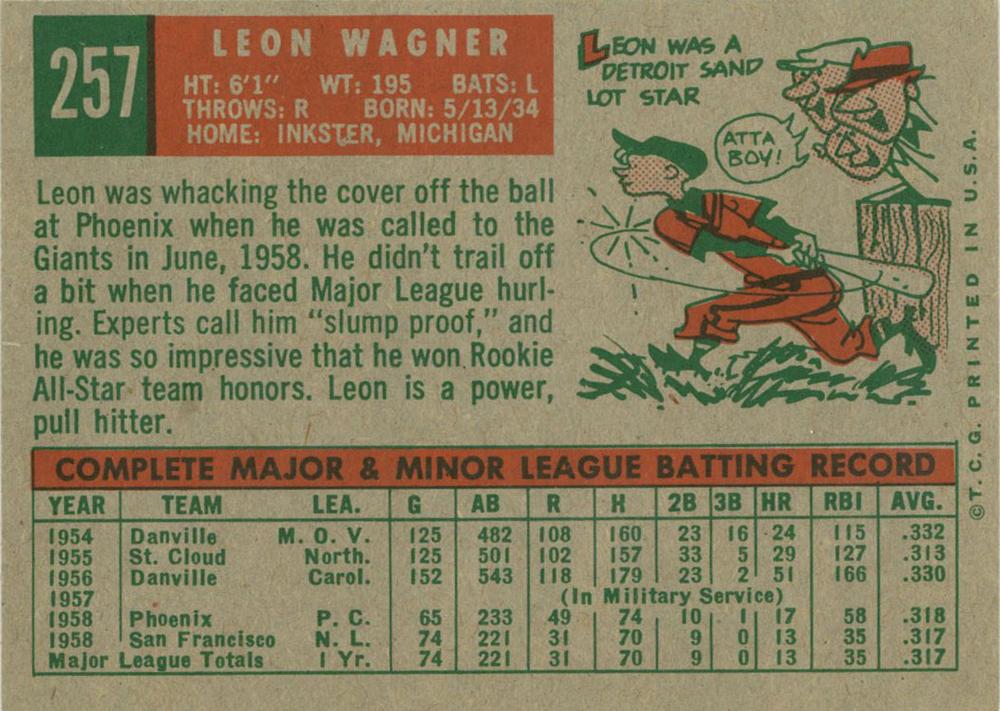 257
LEON WAGNER
HT: 6'1" WT: 195 BATS: L
THROWS: R BORN: 5/13/34
HOME: INKSTER, MICHIGAN
Leon was whacking the cover off the ball
at Phoenix when he was called to the
Giants in June, 1958. He didn't trail off
a bit when he faced Major League hurl-
ing. Experts call him "slump proof," and
he was so impressive that he won Rookie
All-Star team honors. Leon is a power,
pull hitter.
LEON WAS A
DETROIT SAND
LOT STAR
ATTA
BOY!
© T. C. G. PRINTED IN U.S.A.
COMPLETE MAJOR & MINOR LEAGUE BATTING RECORD
YEAR TEAM LEA. G AB R H 2B 3B HR RBI AVG.
1954 Danville M. O. V. 125 482 108 160 23 16 24 115 .332
1955 St. Cloud North. 125 501 102 157 33 5 29 127 .313
1956 Danville Carol. 152 543 118 179 23 2 51 166 .330
1957 (In Military Service)
1958 Phoenix P. C. 65 233 49 74 10 1 17 58 .318
1958 San Francisco N. L. 74 221 31 70 9 0 13 35 .317
Major League Totals 1 Yr. 74 221 31 70 9 0 13 35 .317